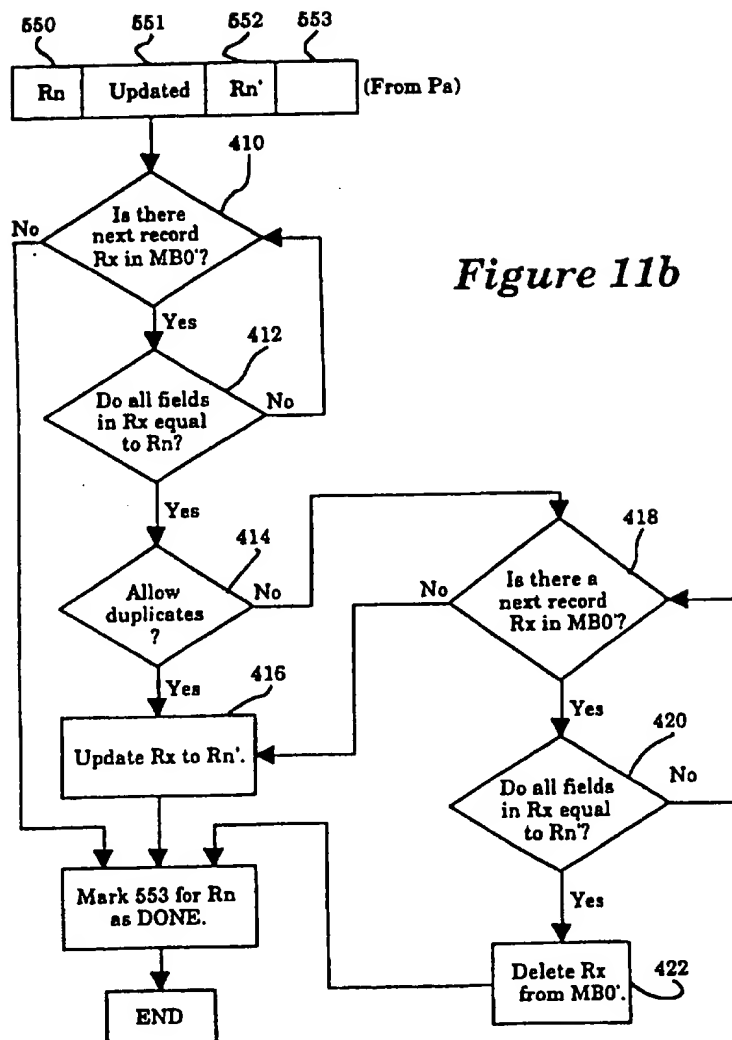 550
551
552
553
Rn
Updated
Rn'
(From Pa)
410
Is there
next record
Rx in MB0'?
No
Yes
Figure 11b
412
Do all fields
in Rx equal
to Rn?
No
Yes
414
Allow
duplicates
?
No
Yes
418
Is there a
next record
Rx in MB0'?
No
Yes
416
Update Rx to Rn'.
420
Do all fields
in Rx equal
to Rn'?
No
Yes
Mark 553 for Rn
as DONE.
Delete Rx
from MB0'.
422
END